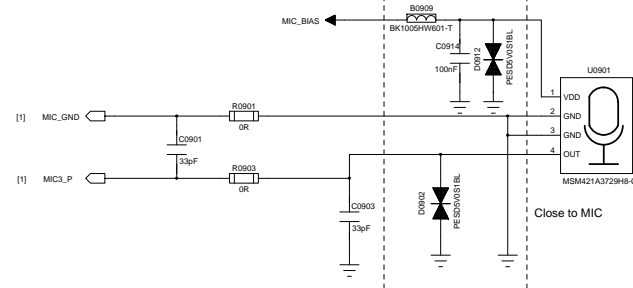 B0909
MIC_BIAS
BK1005HW601-T
C0914
100nF
D0912
PESD5V0S1BL
U0901
1 VDD
2 GND
3 GND
4 OUT
MSM421A3729H8-
[1] MIC_GND
R0901
0R
C0901
33pF
[1] MIC3_P
R0903
0R
C0903
33pF
D0902
PESD5V0S1BL
Close to MIC